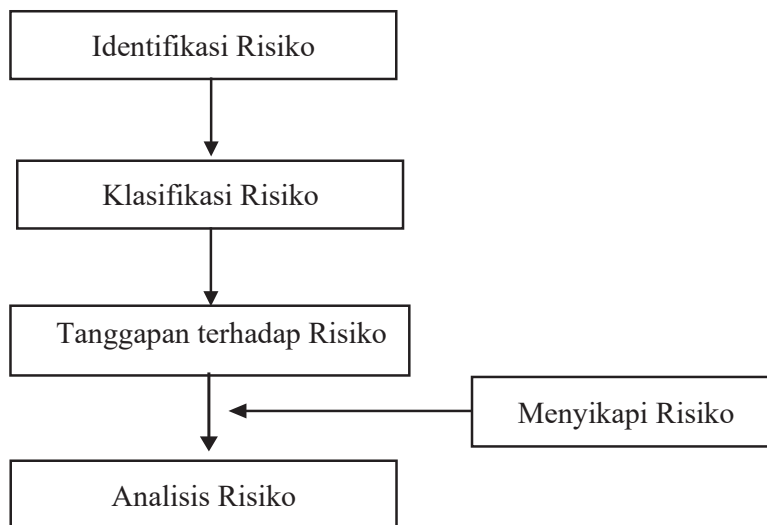 Identifikasi Risiko
Klasifikasi Risiko
Tanggapan terhadap Risiko
Menyikapi Risiko
Analisis Risiko